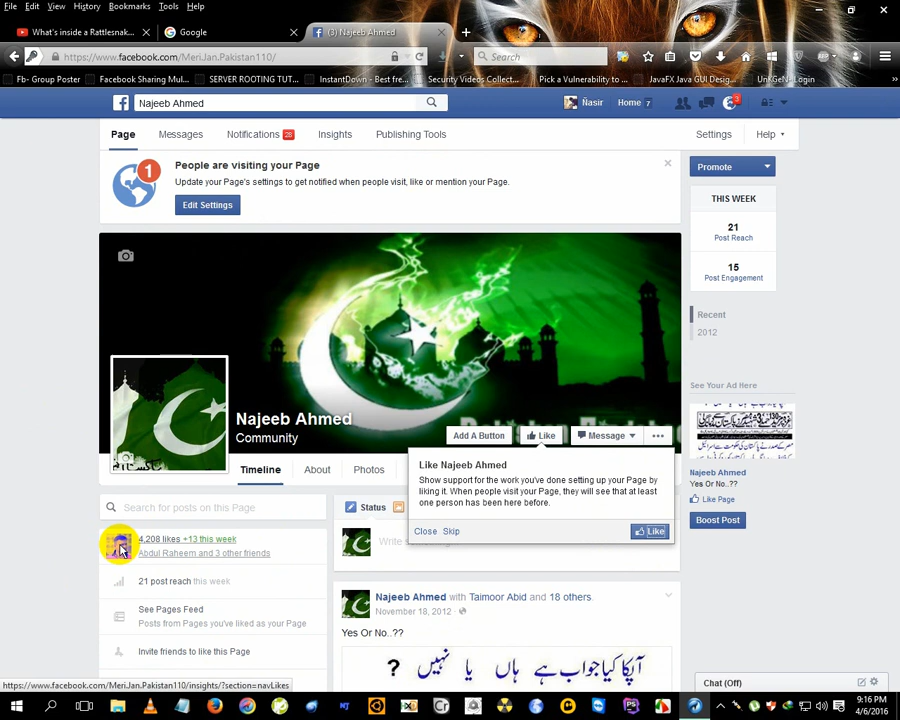 File Edit View History Bookmarks Tools Help
What's inside a Rattlesnak...
Google
(3) Najeeb Ahmed
https://www.facebook.com/Meri.Jan.Pakistan110/
Search
Fb- Group Poster
Facebook Sharing Mul...
SERVER ROOTING TUT...
InstantDown - Best fre...
Security Videos Collect...
Pick a Vulnerability to ...
JavaFX Java GUI Desig...
UnKGeN- Login
Najeeb Ahmed
Ñasir
Home 7
3
Page
Messages
Notifications 28
Insights
Publishing Tools
Settings
Help
1
People are visiting your Page
Update your Page's settings to get notified when people visit, like or mention your Page.
Edit Settings
Promote
THIS WEEK
21
Post Reach
15
Post Engagement
Recent
2012
See Your Ad Here
Najeeb Ahmed
Yes Or No..??
Like Page
Boost Post
Najeeb Ahmed
Community
Add A Button
Like
Message
Timeline
About
Photos
Like Najeeb Ahmed
Show support for the work you've done setting up your Page by
liking it. When people visit your Page, they will see that at least
one person has been here before.
Close Skip
Like
Search for posts on this Page
4,208 likes +13 this week
Abdul Raheem and 3 other friends
21 post reach this week
See Pages Feed
Posts from Pages you've liked as your Page
Invite friends to like this Page
Status
Write
Najeeb Ahmed with Taimoor Abid and 18 others.
November 18, 2012
Yes Or No..??
آپکا کیا جواب ہے ہاں یا نہیں ?
https://www.facebook.com/Meri.Jan.Pakistan110/insights/?section=navLikes
Chat (Off)
9:16 PM
4/6/2016